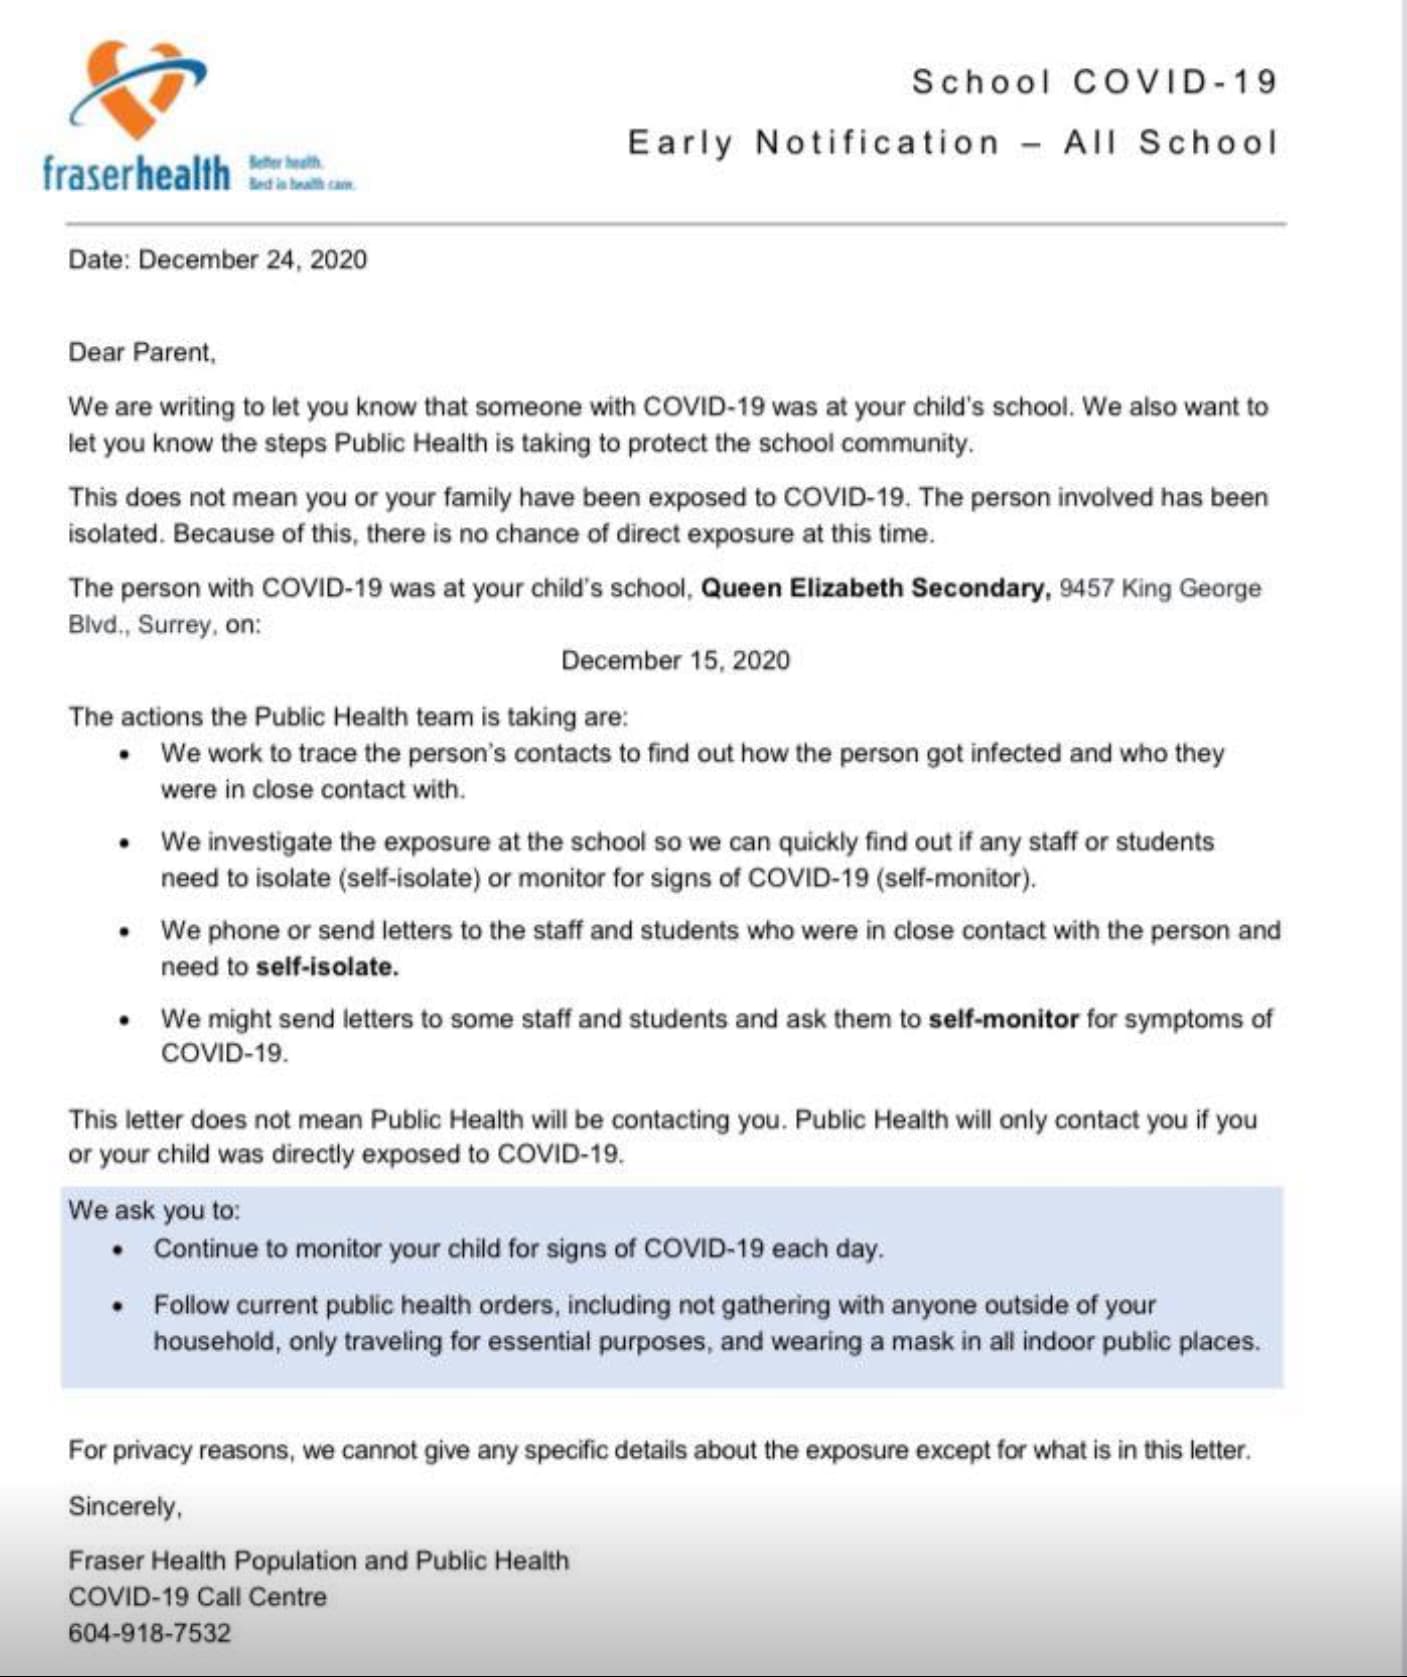 School COVID-19
Early Notification – All School
fraserhealth
Better health.
Best in health care.
Date: December 24, 2020
Dear Parent,
We are writing to let you know that someone with COVID-19 was at your child's school. We also want to
let you know the steps Public Health is taking to protect the school community.
This does not mean you or your family have been exposed to COVID-19. The person involved has been
isolated. Because of this, there is no chance of direct exposure at this time.
The person with COVID-19 was at your child's school, Queen Elizabeth Secondary, 9457 King George
Blvd., Surrey, on:
December 15, 2020
The actions the Public Health team is taking are:
• We work to trace the person's contacts to find out how the person got infected and who they
were in close contact with.
• We investigate the exposure at the school so we can quickly find out if any staff or students
need to isolate (self-isolate) or monitor for signs of COVID-19 (self-monitor).
• We phone or send letters to the staff and students who were in close contact with the person and
need to self-isolate.
• We might send letters to some staff and students and ask them to self-monitor for symptoms of
COVID-19.
This letter does not mean Public Health will be contacting you. Public Health will only contact you if you
or your child was directly exposed to COVID-19.
We ask you to:
• Continue to monitor your child for signs of COVID-19 each day.
• Follow current public health orders, including not gathering with anyone outside of your
household, only traveling for essential purposes, and wearing a mask in all indoor public places.
For privacy reasons, we cannot give any specific details about the exposure except for what is in this letter.
Sincerely,
Fraser Health Population and Public Health
COVID-19 Call Centre
604-918-7532